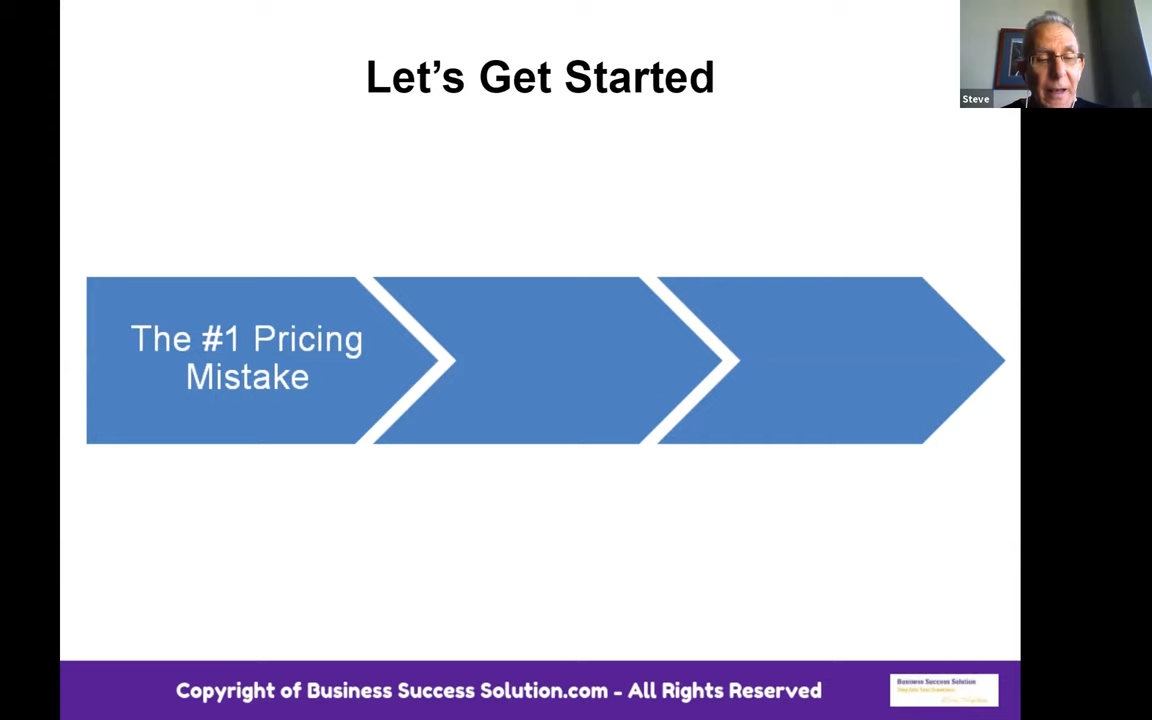 Let's Get Started
Steve
The #1 Pricing
Mistake
Copyright of Business Success Solution.com - All Rights Reserved
Business Success Solution